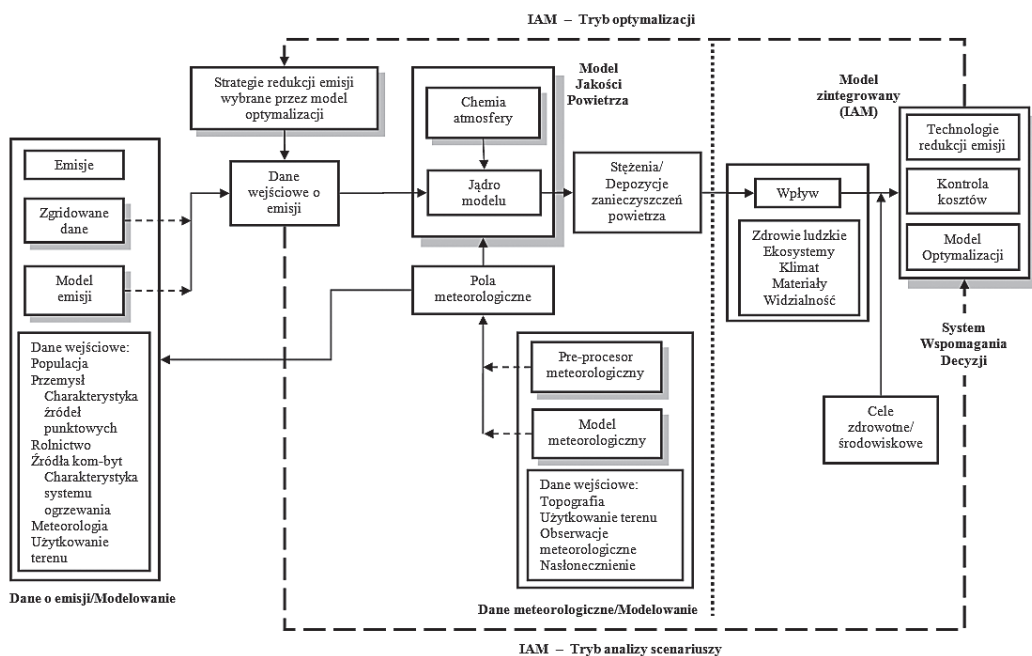 IAM – Tryb optymalizacji
Strategie redukcji emisji
wybrane przez model
optymalizacji
Model
Jakości
Powietrza
Chemia
atmosfery
Jądro
modelu
Model
zintegrowany
(IAM)
Technologie
redukcji emisji
Kontrola
kosztów
Model
Optymalizacji
Emisje
Zgridowane
dane
Model
emisji
Dane
wejściowe o
emisji
Stężenia/
Depozycje
zanieczyszczeń
powietrza
Wpływ
Zdrowie ludzkie
Ekosystemy
Klimat
Materiały
Widzialność
Pola
meteorologiczne
Dane wejściowe:
Populacja
Przemysł
Charakterystyka
źródeł
punktowych
Rolnictwo
Źródła kom-byt
Charakterystyka
systemu
ogrzewania
Meteorologia
Użytkowanie
terenu
Pre-procesor
meteorologiczny
Model
meteorologiczny
Dane wejściowe:
Topografia
Użytkowanie terenu
Obserwacje
meteorologiczne
Nasłonecznienie
System
Wspomagania
Decyzji
Cele
zdrowotne/
środowiskowe
Dane o emisji/Modelowanie
Dane meteorologiczne/Modelowanie
IAM – Tryb analizy scenariuszy